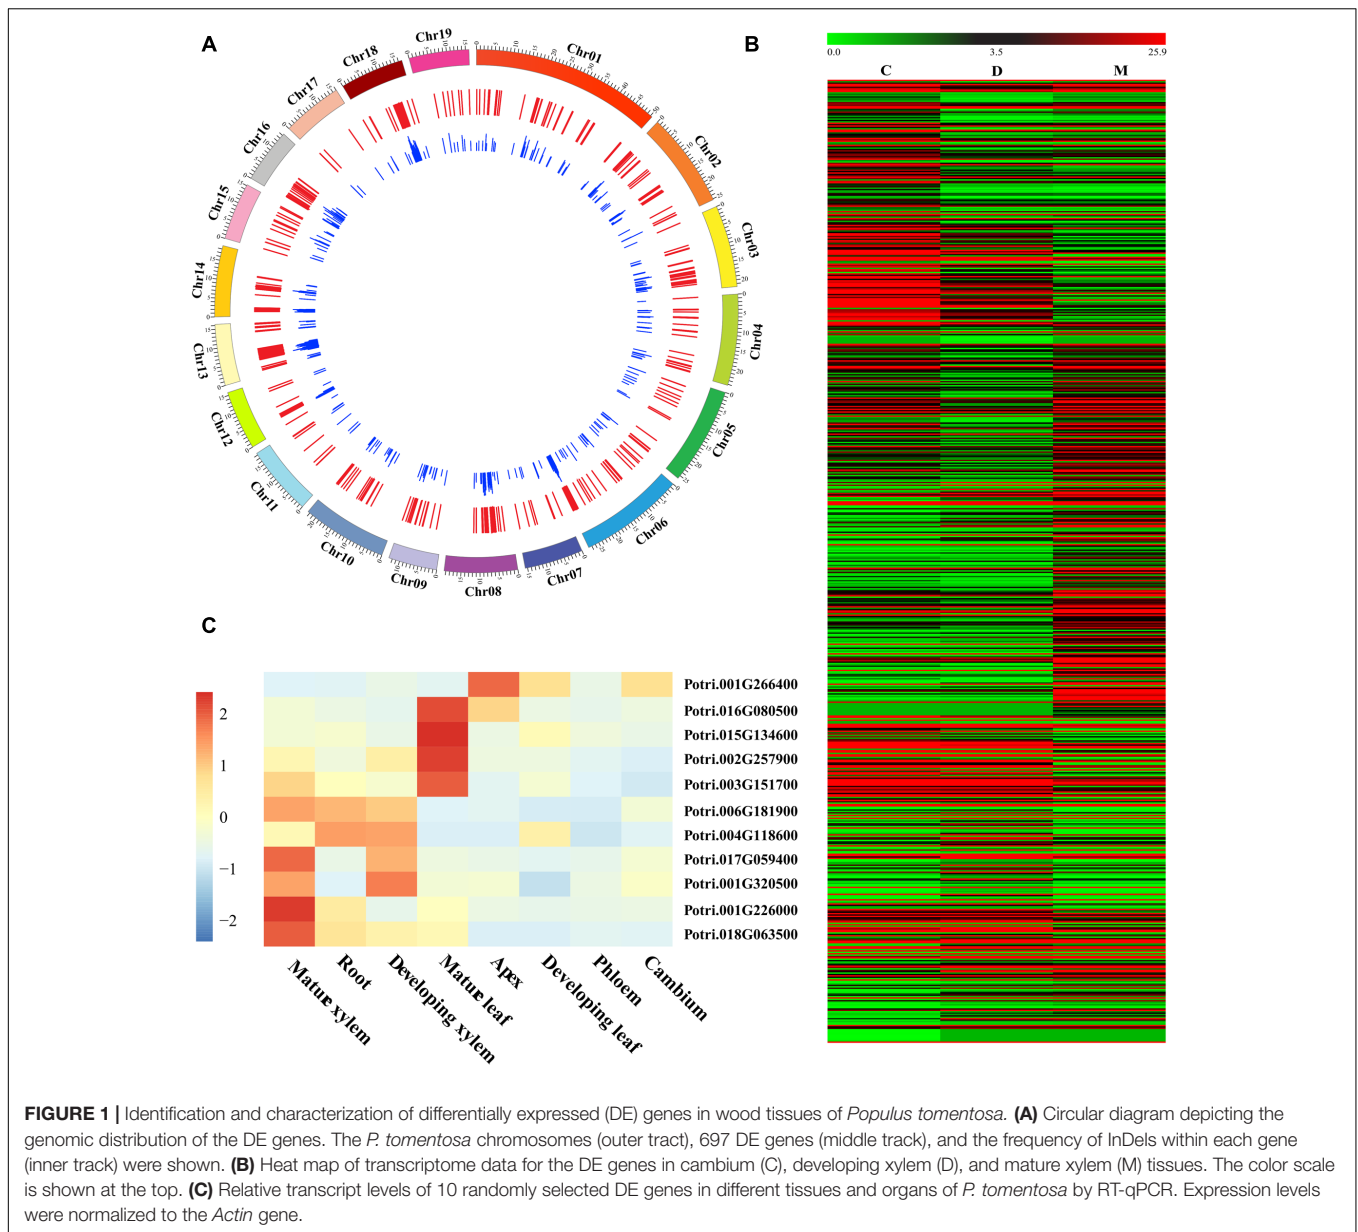 A
Chr01
Chr02
Chr03
Chr04
Chr05
Chr06
Chr07
Chr08
Chr09
Chr10
Chr11
Chr12
Chr13
Chr14
Chr15
Chr16
Chr17
Chr18
Chr19
B
0.0 3.5 25.9
C D M
C
2
1
0
−1
−2
Potri.001G266400
Potri.016G080500
Potri.015G134600
Potri.002G257900
Potri.003G151700
Potri.006G181900
Potri.004G118600
Potri.017G059400
Potri.001G320500
Potri.001G226000
Potri.018G063500
Mature xylem
Root
Developing xylem
Mature leaf
Apex
Developing leaf
Phloem
Cambium
FIGURE 1 | Identification and characterization of differentially expressed (DE) genes in wood tissues of Populus tomentosa. (A) Circular diagram depicting the
genomic distribution of the DE genes. The P. tomentosa chromosomes (outer tract), 697 DE genes (middle track), and the frequency of InDels within each gene
(inner track) were shown. (B) Heat map of transcriptome data for the DE genes in cambium (C), developing xylem (D), and mature xylem (M) tissues. The color scale
is shown at the top. (C) Relative transcript levels of 10 randomly selected DE genes in different tissues and organs of P. tomentosa by RT-qPCR. Expression levels
were normalized to the Actin gene.